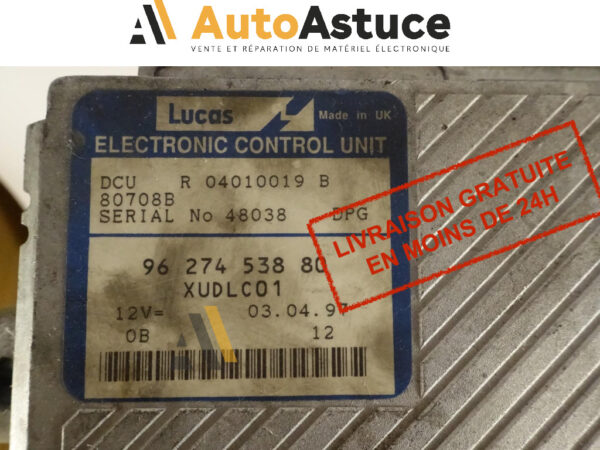 AutoAstuce
VENTE ET RÉPARATION DE MATÉRIEL ÉLECTRONIQUE
Lucas
Made in UK
ELECTRONIC CONTROL UNIT
DCU R 04010019 B
80708B
SERIAL No 48038 DPG
96 274 538 80
XUDLC01
12V= 03.04.97
0B 12
LIVRAISON GRATUITE
EN MOINS DE 24H